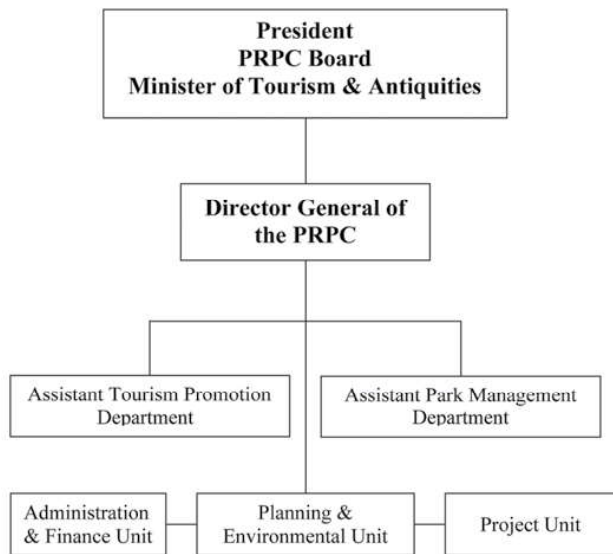 President
PRPC Board
Minister of Tourism & Antiquities
Director General of
the PRPC
Assistant Tourism Promotion
Department
Assistant Park Management
Department
Administration
& Finance Unit
Planning &
Environmental Unit
Project Unit